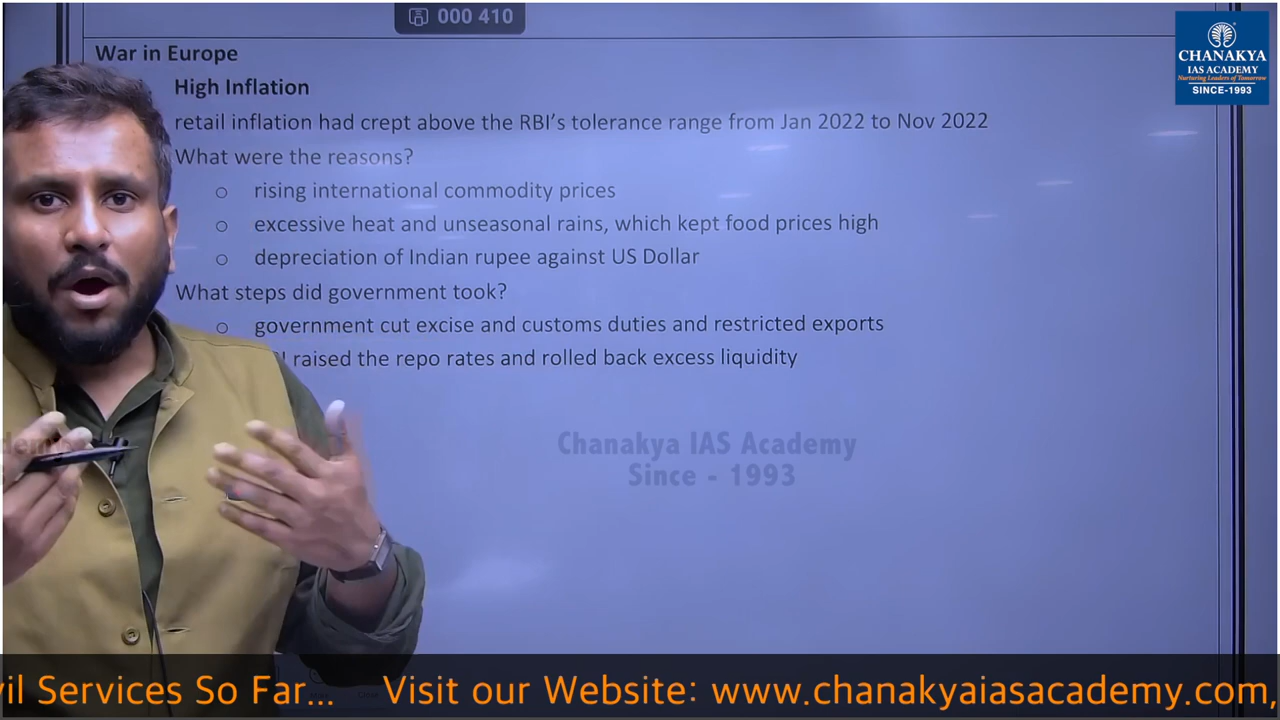 000 410
CHANAKYA
IAS ACADEMY
Nurturing Leaders of Tomorrow
SINCE-1993
War in Europe
High Inflation
retail inflation had crept above the RBI's tolerance range from Jan 2022 to Nov 2022
What were the reasons?
o rising international commodity prices
o excessive heat and unseasonal rains, which kept food prices high
o depreciation of Indian rupee against US Dollar
What steps did government took?
o government cut excise and customs duties and restricted exports
raised the repo rates and rolled back excess liquidity
Chanakya IAS Academy
Since - 1993
Services So Far... Visit our Website: www.chanakyaiasacademy.com,